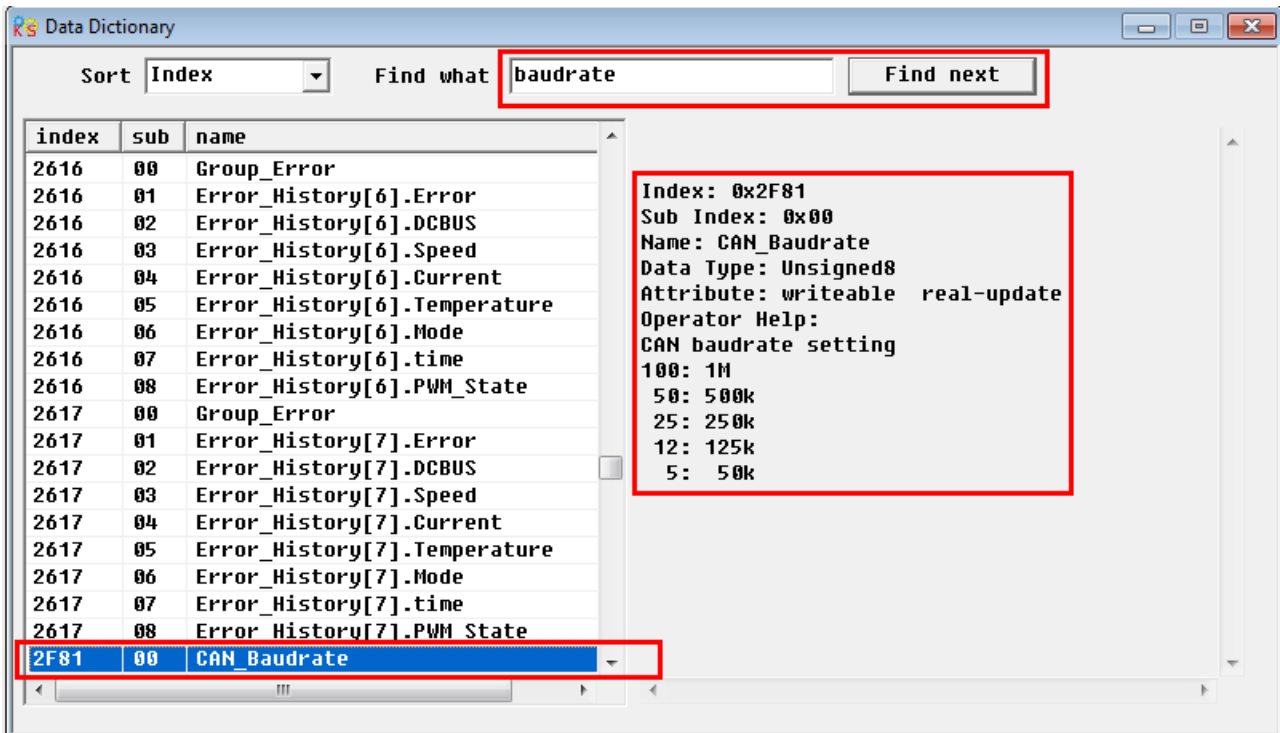 Data Dictionary
Sort Index Find what baudrate Find next
index sub name
2616 00 Group_Error
2616 01 Error_History[6].Error
2616 02 Error_History[6].DCBUS
2616 03 Error_History[6].Speed
2616 04 Error_History[6].Current
2616 05 Error_History[6].Temperature
2616 06 Error_History[6].Mode
2616 07 Error_History[6].time
2616 08 Error_History[6].PWM_State
2617 00 Group_Error
2617 01 Error_History[7].Error
2617 02 Error_History[7].DCBUS
2617 03 Error_History[7].Speed
2617 04 Error_History[7].Current
2617 05 Error_History[7].Temperature
2617 06 Error_History[7].Mode
2617 07 Error_History[7].time
2617 08 Error_History[7].PWM_State
2F81 00 CAN_Baudrate
Index: 0x2F81
Sub Index: 0x00
Name: CAN_Baudrate
Data Type: Unsigned8
Attribute: writeable real-update
Operator Help:
CAN baudrate setting
100: 1M
50: 500k
25: 250k
12: 125k
5: 50k